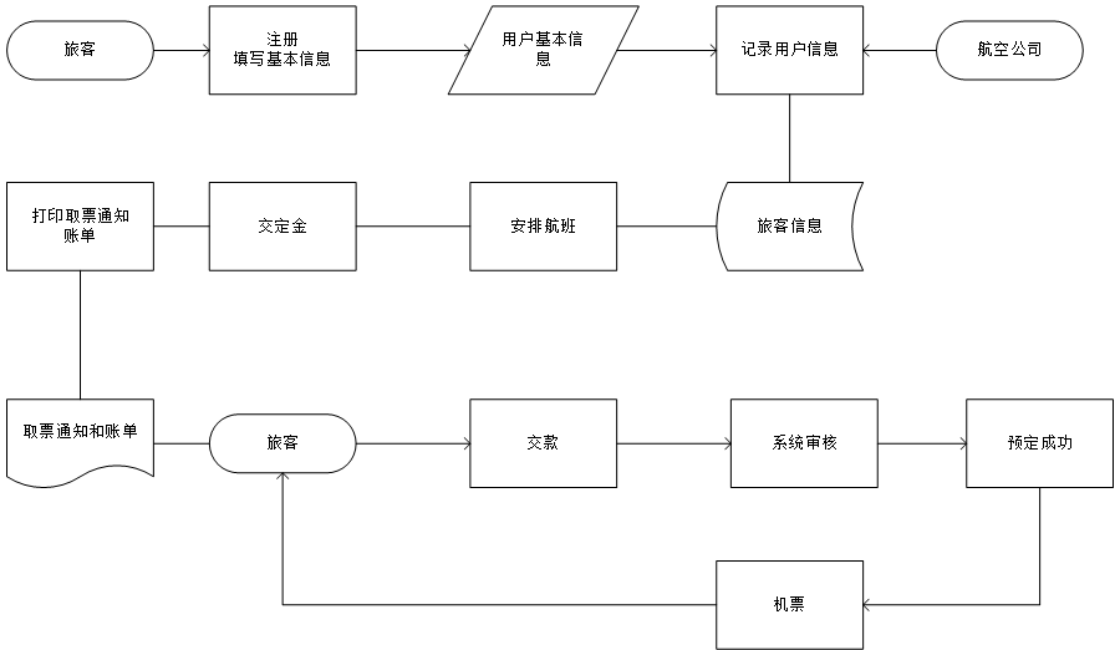 旅客
注册
填写基本信息
用户基本信
息
记录用户信息
航空公司
打印取票通知
账单
交定金
安排航班
旅客信息
取票通知和账单
旅客
交款
系统审核
预定成功
机票